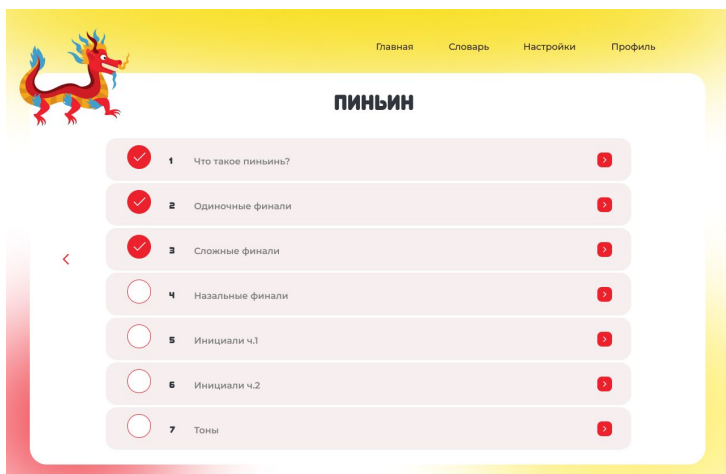 Главная Словарь Настройки Профиль
ПИНЬИН
1 Что такое пиньинь?
2 Одиночные финали
3 Сложные финали
4 Назальные финали
5 Инициали ч.1
6 Инициали ч.2
7 Тоны